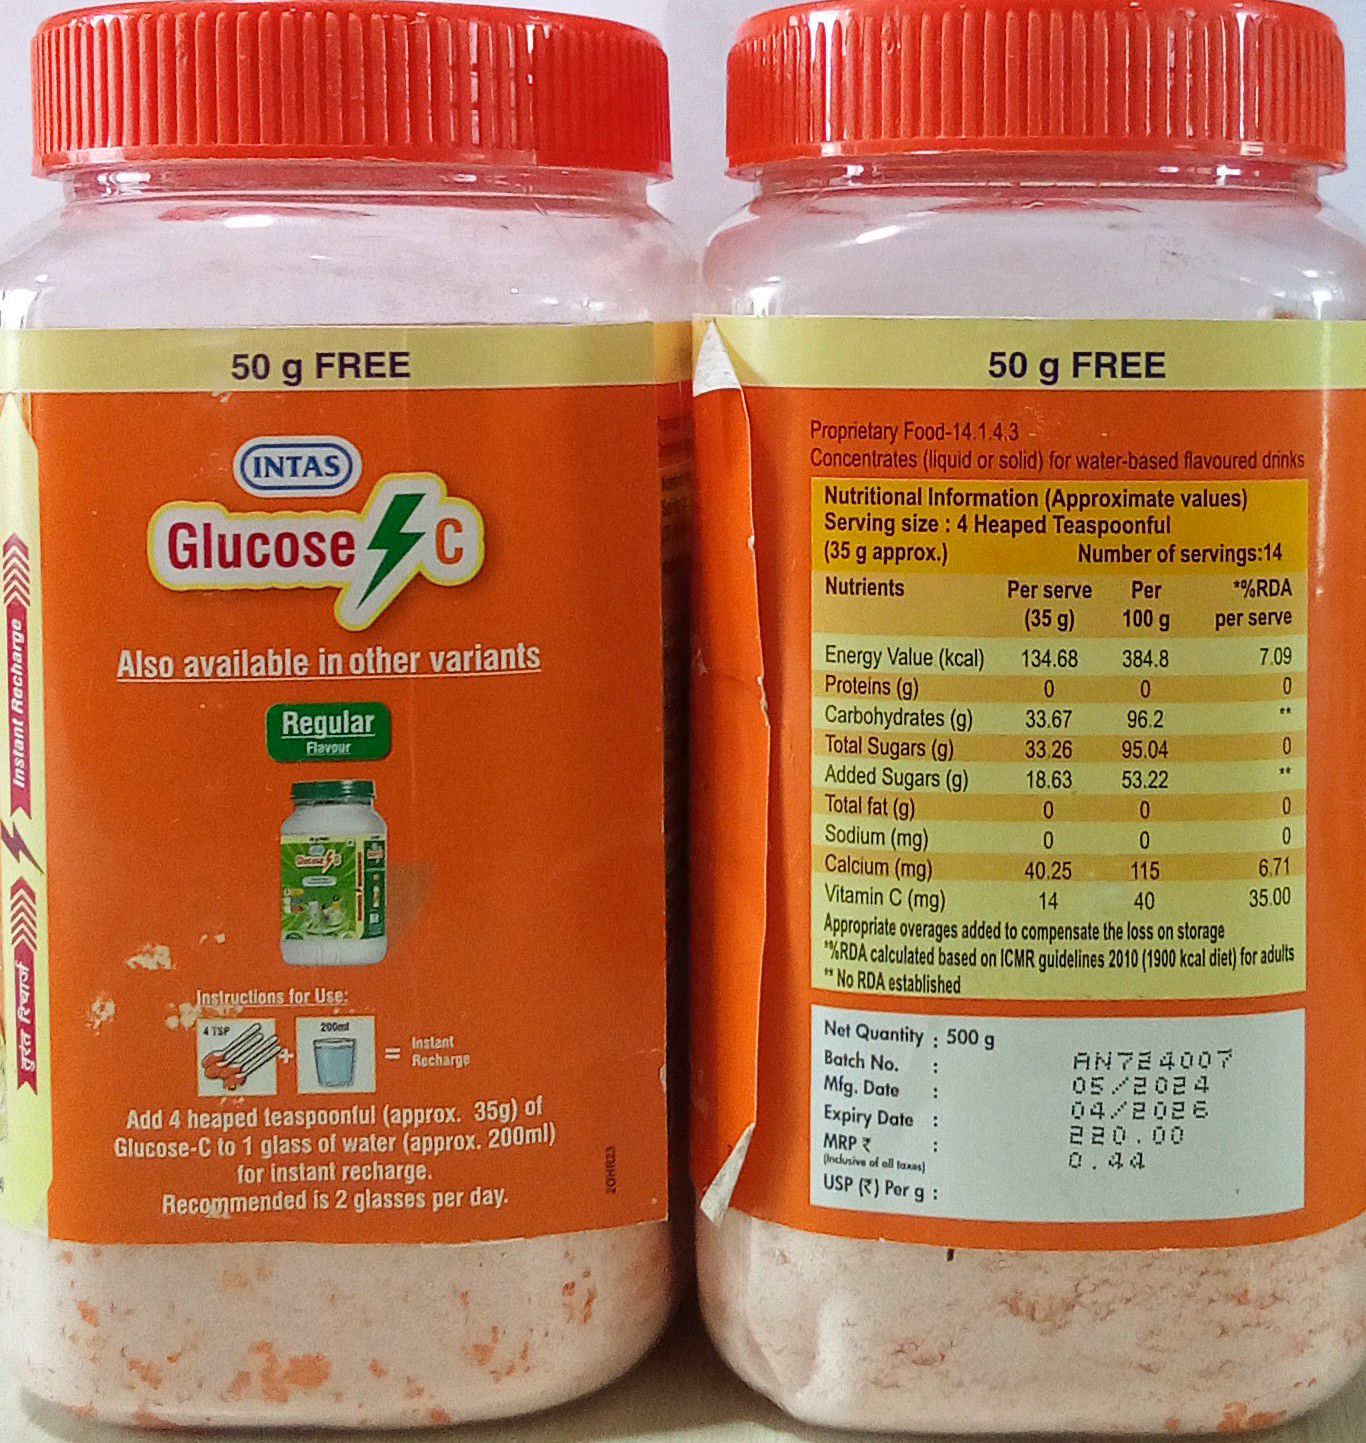 50 g FREE
INTAS
Glucose C
Also available in other variants
Regular
Flavour
Instructions for Use:
4 TSP
200ml
+
=
Instant
Recharge
Add 4 heaped teaspoonful (approx. 35g) of
Glucose-C to 1 glass of water (approx. 200ml)
for instant recharge.
Recommended is 2 glasses per day.
20HR23
Instant Recharge
तुरंत रिचार्ज
50 g FREE
Proprietary Food-14.1.4.3
Concentrates (liquid or solid) for water-based flavoured drinks
Nutritional Information (Approximate values)
Serving size : 4 Heaped Teaspoonful
(35 g approx.) Number of servings:14
Nutrients Per serve Per *%RDA
(35 g) 100 g per serve
Energy Value (kcal) 134.68 384.8 7.09
Proteins (g) 0 0 0
Carbohydrates (g) 33.67 96.2 **
Total Sugars (g) 33.26 95.04 0
Added Sugars (g) 18.63 53.22 **
Total fat (g) 0 0 0
Sodium (mg) 0 0 0
Calcium (mg) 40.25 115 6.71
Vitamin C (mg) 14 40 35.00
Appropriate overages added to compensate the loss on storage
*%RDA calculated based on ICMR guidelines 2010 (1900 kcal diet) for adults
** No RDA established
Net Quantity : 500 g
Batch No. : AN724007
Mfg. Date : 05/2024
Expiry Date : 04/2026
MRP ₹ : 220.00
(Inclusive of all taxes)
USP (₹) Per g : 0.44